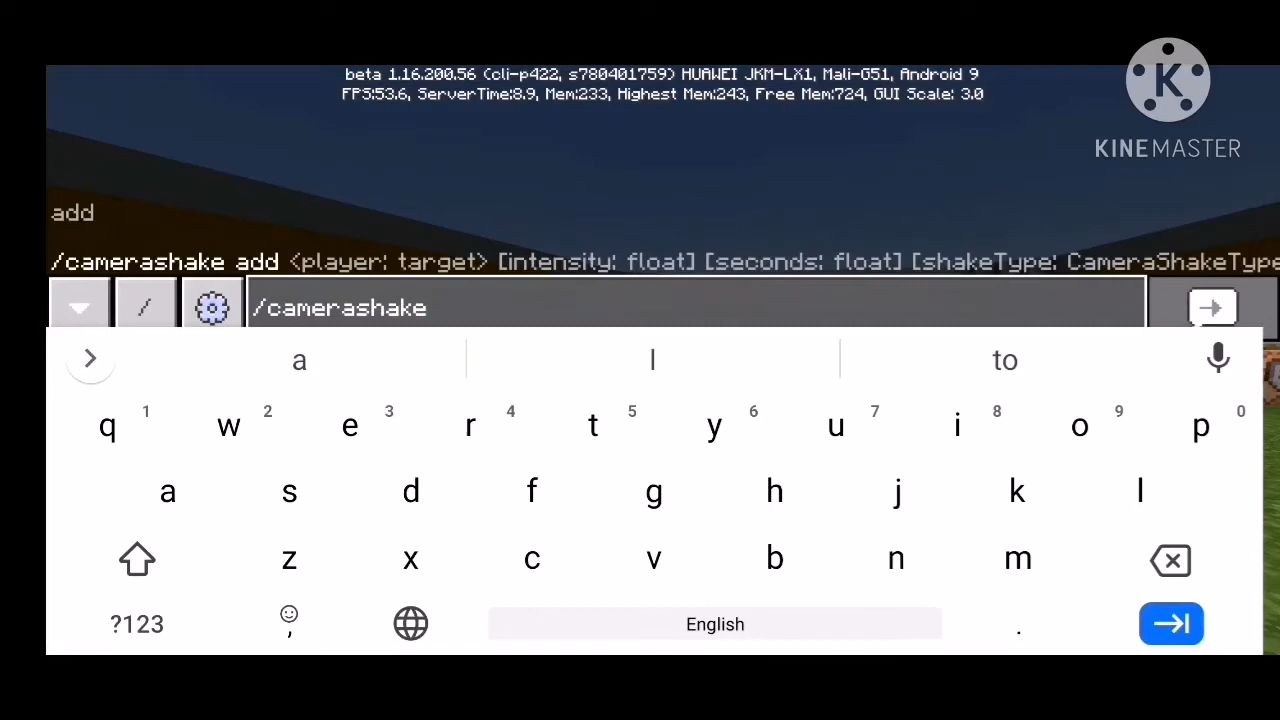 beta 1.16.200.56 (cli-p422, s780401759) HUAWEI JKM-LX1, Mali-G51, Android 9
FPS:53.6, ServerTime:8.9, Mem:233, Highest Mem:243, Free Mem:724, GUI Scale: 3.0
K
KINEMASTER
add
/camerashake add <player: target> [intensity: float] [seconds: float] [shakeType: CameraShakeType
/
/camerashake
a I to
q 1 w 2 e 3 r 4 t 5 y 6 u 7 i 8 o 9 p 0
a s d f g h j k l
z x c v b n m
?123 , English .